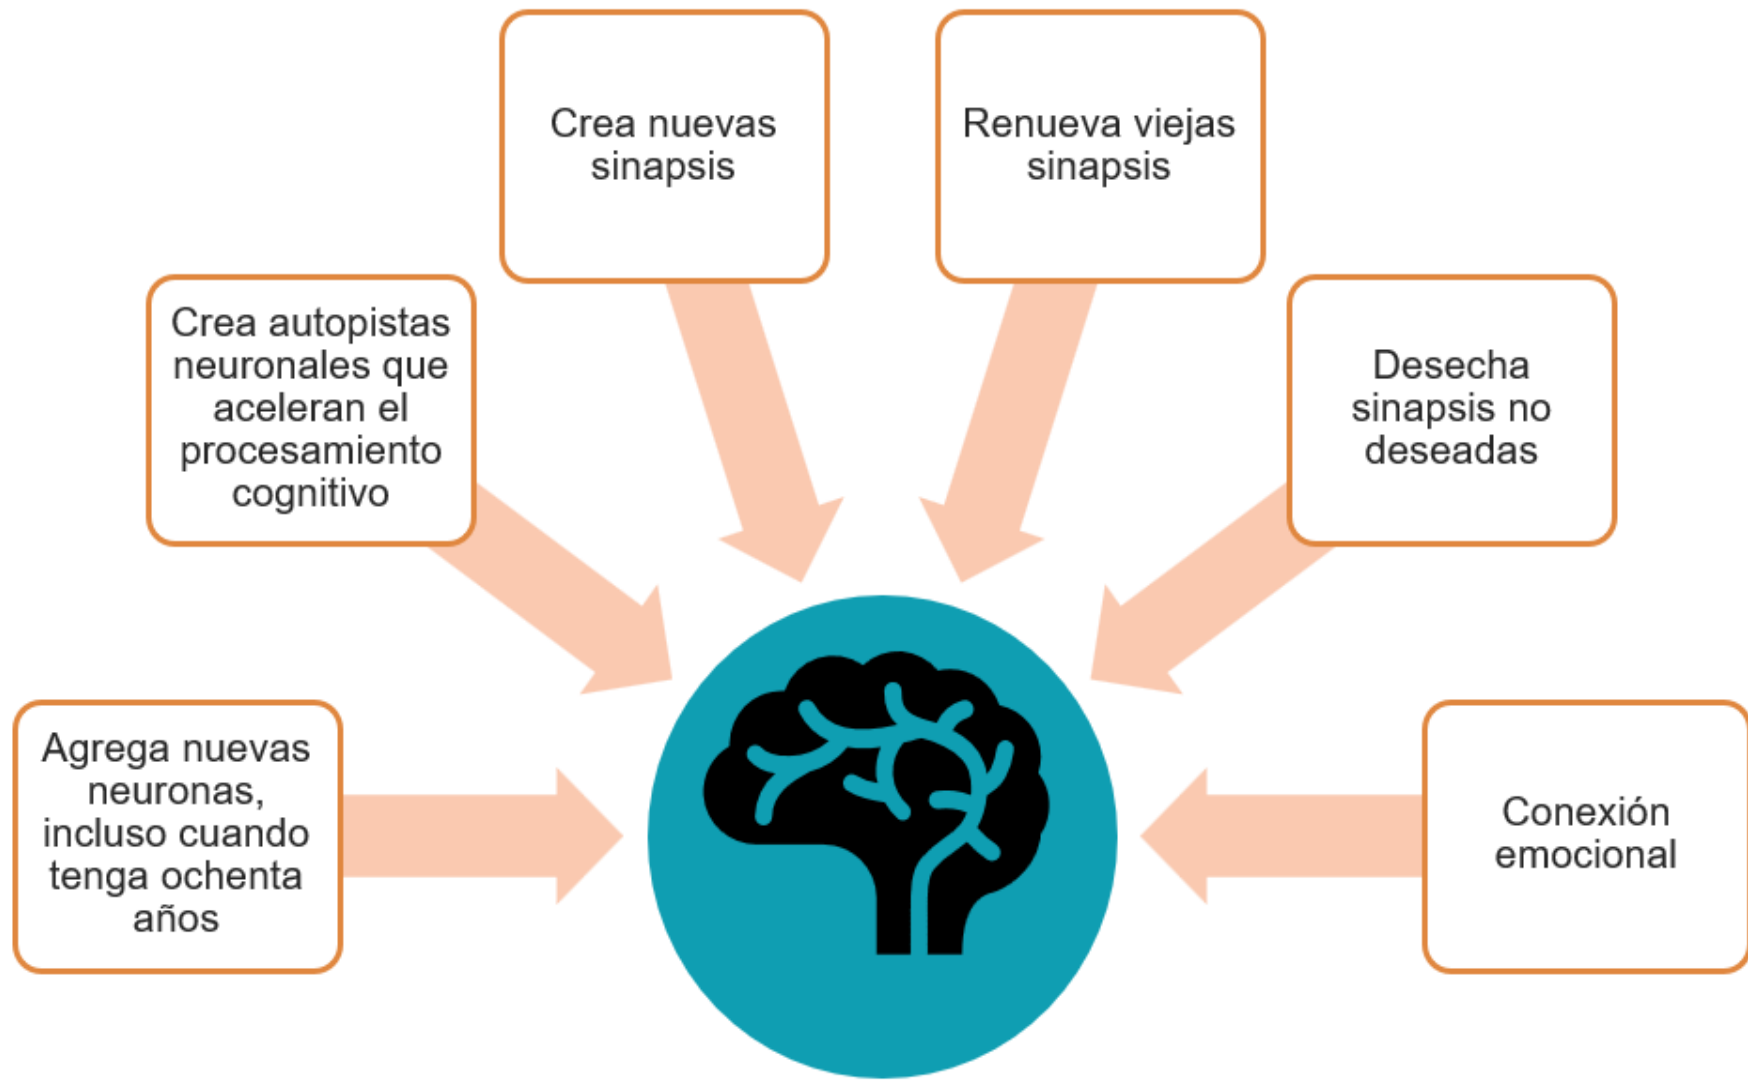 Crea nuevas
sinapsis
Renueva viejas
sinapsis
Crea autopistas
neuronales que
aceleran el
procesamiento
cognitivo
Desecha
sinapsis no
deseadas
Agrega nuevas
neuronas,
incluso cuando
tenga ochenta
años
Conexión
emocional